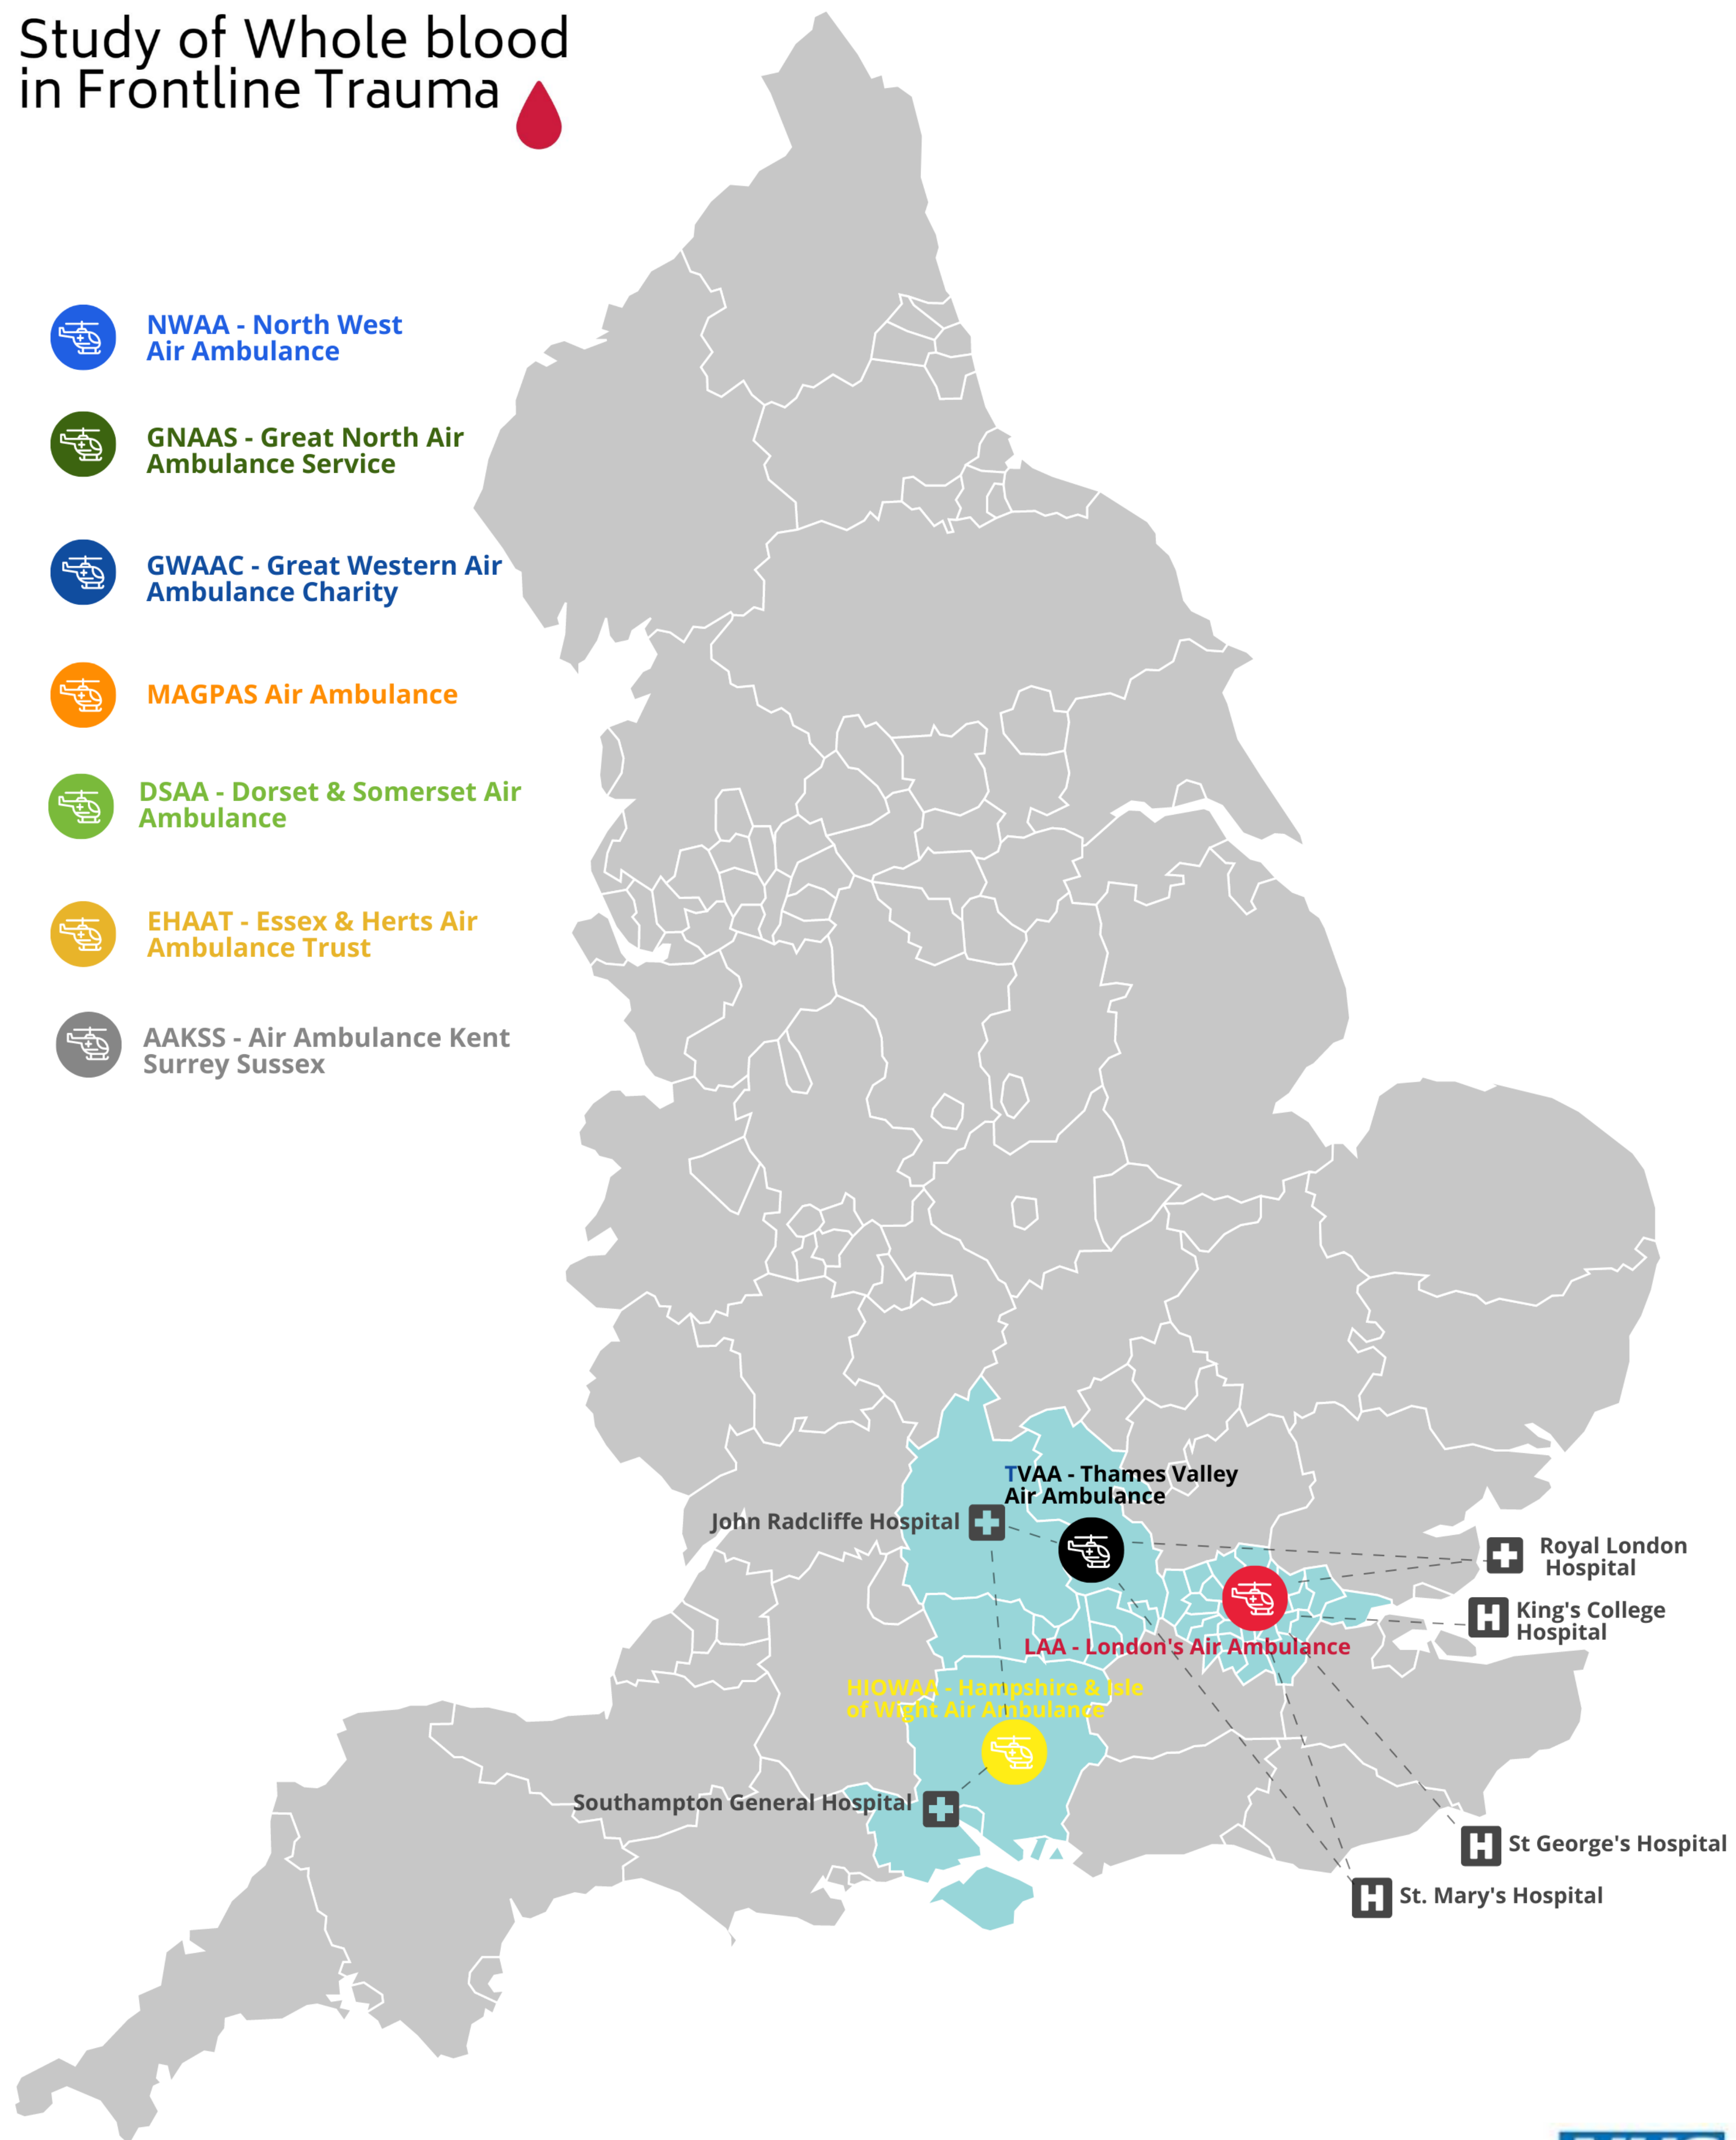 Study of Whole blood
in Frontline Trauma
NWAA - North West
Air Ambulance
GNAAS - Great North Air
Ambulance Service
GWAAC - Great Western Air
Ambulance Charity
MAGPAS Air Ambulance
DSAA - Dorset & Somerset Air
Ambulance
EHAAT - Essex & Herts Air
Ambulance Trust
AAKSS - Air Ambulance Kent
Surrey Sussex
TVAA - Thames Valley
Air Ambulance
John Radcliffe Hospital
Royal London
Hospital
H King's College
Hospital
LAA - London's Air Ambulance
HIOWAA - Hampshire & Isle
of Wight Air Ambulance
Southampton General Hospital
H St George's Hospital
H St. Mary's Hospital